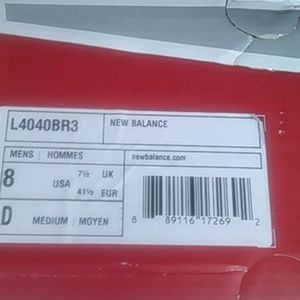 L4040BR3
NEW BALANCE
MENS | HOMMES
newbalance.com
8 USA 7½ UK 41½ EUR
D MEDIUM | MOYEN
8 89116 17269 2